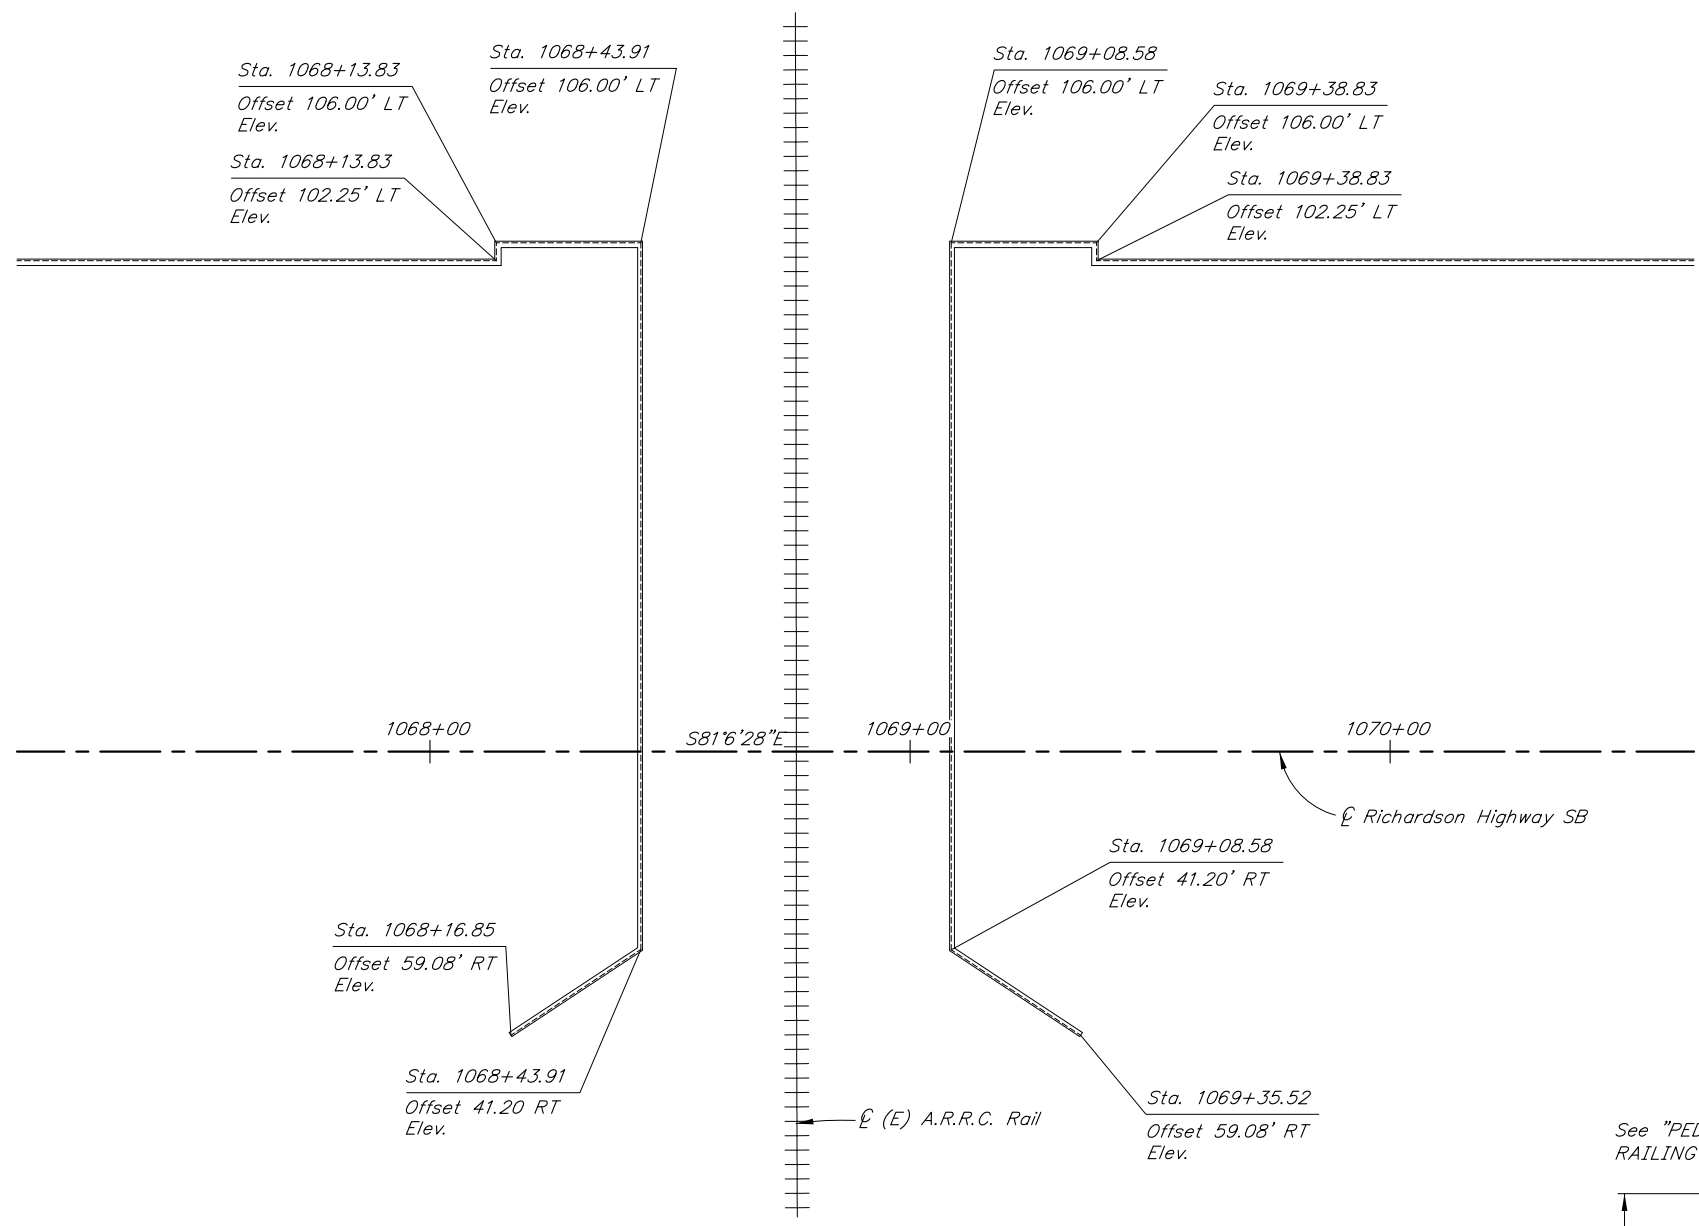 Sta. 1068+13.83
Offset 106.00' LT
Elev.
Sta. 1068+43.91
Offset 106.00' LT
Elev.
Sta. 1069+08.58
Offset 106.00' LT
Elev.
Sta. 1069+38.83
Offset 106.00' LT
Elev.
Sta. 1068+13.83
Offset 102.25' LT
Elev.
Sta. 1069+38.83
Offset 102.25' LT
Elev.
1068+00
S81°6'28"E
1069+00
1070+00
℄ Richardson Highway SB
Sta. 1069+08.58
Offset 41.20' RT
Elev.
Sta. 1068+16.85
Offset 59.08' RT
Elev.
Sta. 1068+43.91
Offset 41.20 RT
Elev.
℄ (E) A.R.R.C. Rail
Sta. 1069+35.52
Offset 59.08' RT
Elev.
See "PED
RAILING